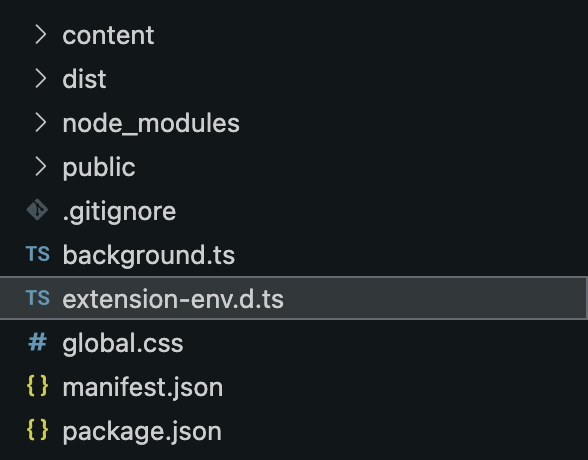 content
dist
node_modules
public
.gitignore
TS background.ts
TS extension-env.d.ts
# global.css
{} manifest.json
{} package.json